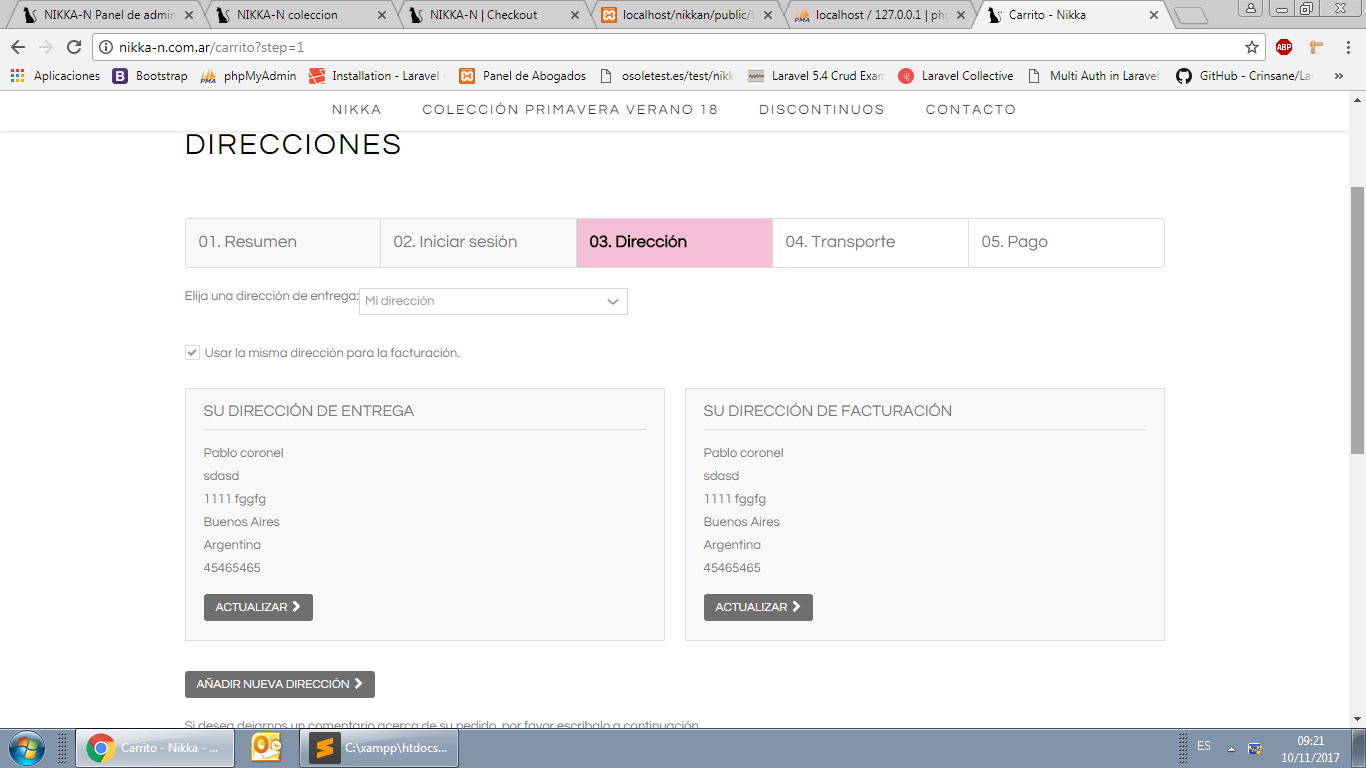 NIKKA-N Panel de admin
NIKKA-N coleccion
NIKKA-N | Checkout
localhost/nikkan/public/t
localhost / 127.0.0.1 | ph
Carrito - Nikka
nikka-n.com.ar/carrito?step=1
ABP
Aplicaciones
Bootstrap
phpMyAdmin
Installation - Laravel -
Panel de Abogados
osoletest.es/test/nikk
Laravel 5.4 Crud Exam
Laravel Collective
Multi Auth in Laravel
GitHub - Crinsane/La
»
NIKKA
COLECCIÓN PRIMAVERA VERANO 18
DISCONTINUOS
CONTACTO
DIRECCIONES
01. Resumen
02. Iniciar sesión
03. Dirección
04. Transporte
05. Pago
Elija una dirección de entrega:
Mi dirección
Usar la misma dirección para la facturación.
SU DIRECCIÓN DE ENTREGA
Pablo coronel
sdasd
1111 fggfg
Buenos Aires
Argentina
45465465
ACTUALIZAR
SU DIRECCIÓN DE FACTURACIÓN
Pablo coronel
sdasd
1111 fggfg
Buenos Aires
Argentina
45465465
ACTUALIZAR
AÑADIR NUEVA DIRECCIÓN
Si desea dejarnos un comentario acerca de su pedido, por favor escríbalo a continuación.
Carrito - Nikka - ...
C:\xampp\htdocs...
ES
09:21
10/11/2017